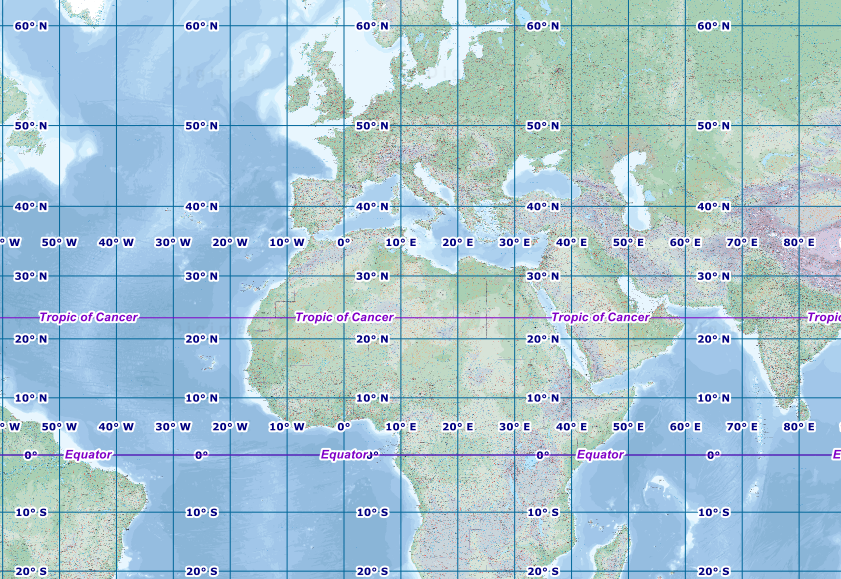 60° N 60° N 60° N 60° N 60° N
50° N 50° N 50° N 50° N 50° N
40° N 40° N 40° N 40° N 40° N
° W 50° W 40° W 30° W 20° W 10° W 0° 10° E 20° E 30° E 40° E 50° E 60° E 70° E 80° E
30° N 30° N 30° N 30° N 30° N
Tropic of Cancer Tropic of Cancer Tropic of Cancer Tropic
20° N 20° N 20° N 20° N 20° N
10° N 10° N 10° N 10° N 10° N
° W 50° W 40° W 30° W 20° W 10° W 0° 10° E 20° E 30° E 40° E 50° E 60° E 70° E 80° E
0° Equator 0° Equator 0° 0° Equator 0° E
10° S 10° S 10° S 10° S 10° S
20° S 20° S 20° S 20° S 20° S